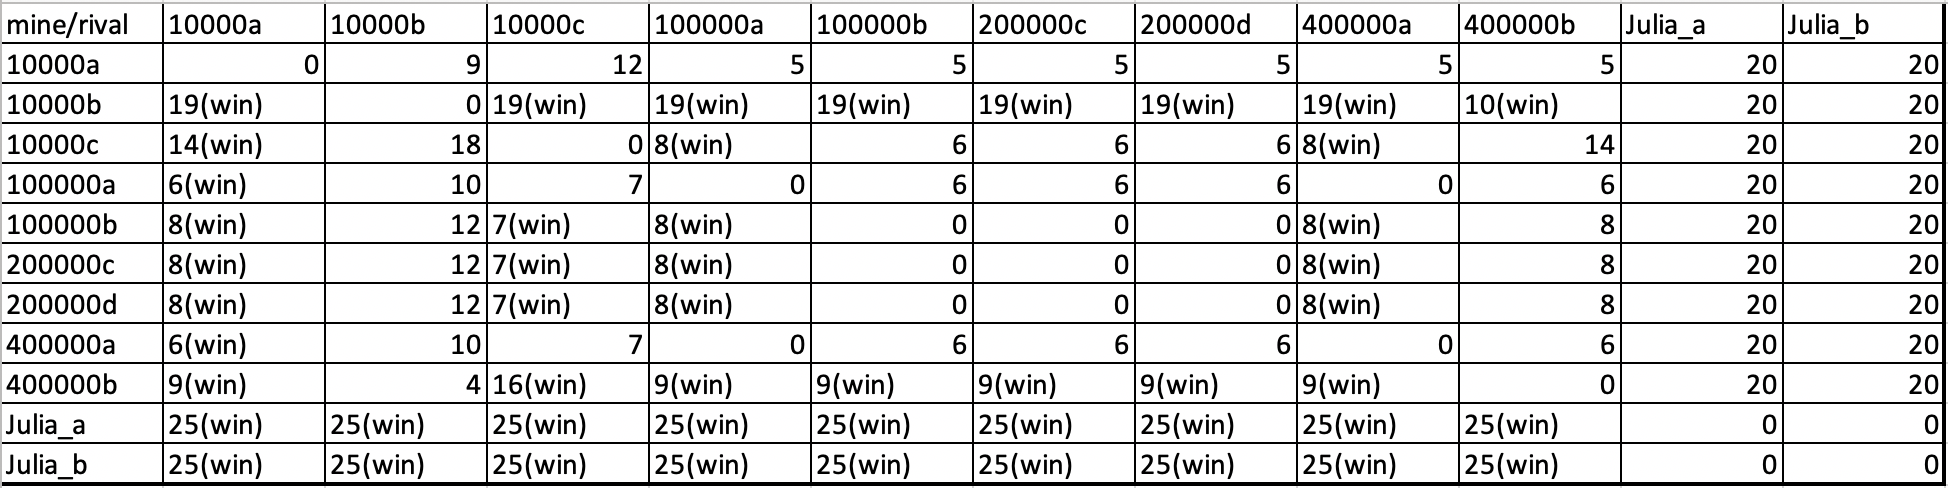 mine/rival 10000a 10000b 10000c 100000a 100000b 200000c 200000d 400000a 400000b Julia_a Julia_b
10000a 0 9 12 5 5 5 5 5 5 20 20
10000b 19(win) 0 19(win) 19(win) 19(win) 19(win) 19(win) 19(win) 10(win) 20 20
10000c 14(win) 18 0 8(win) 6 6 6 8(win) 14 20 20
100000a 6(win) 10 7 0 6 6 6 0 6 20 20
100000b 8(win) 12 7(win) 8(win) 0 0 0 8(win) 8 20 20
200000c 8(win) 12 7(win) 8(win) 0 0 0 8(win) 8 20 20
200000d 8(win) 12 7(win) 8(win) 0 0 0 8(win) 8 20 20
400000a 6(win) 10 7 0 6 6 6 0 6 20 20
400000b 9(win) 4 16(win) 9(win) 9(win) 9(win) 9(win) 9(win) 0 20 20
Julia_a 25(win) 25(win) 25(win) 25(win) 25(win) 25(win) 25(win) 25(win) 25(win) 0 0
Julia_b 25(win) 25(win) 25(win) 25(win) 25(win) 25(win) 25(win) 25(win) 25(win) 0 0